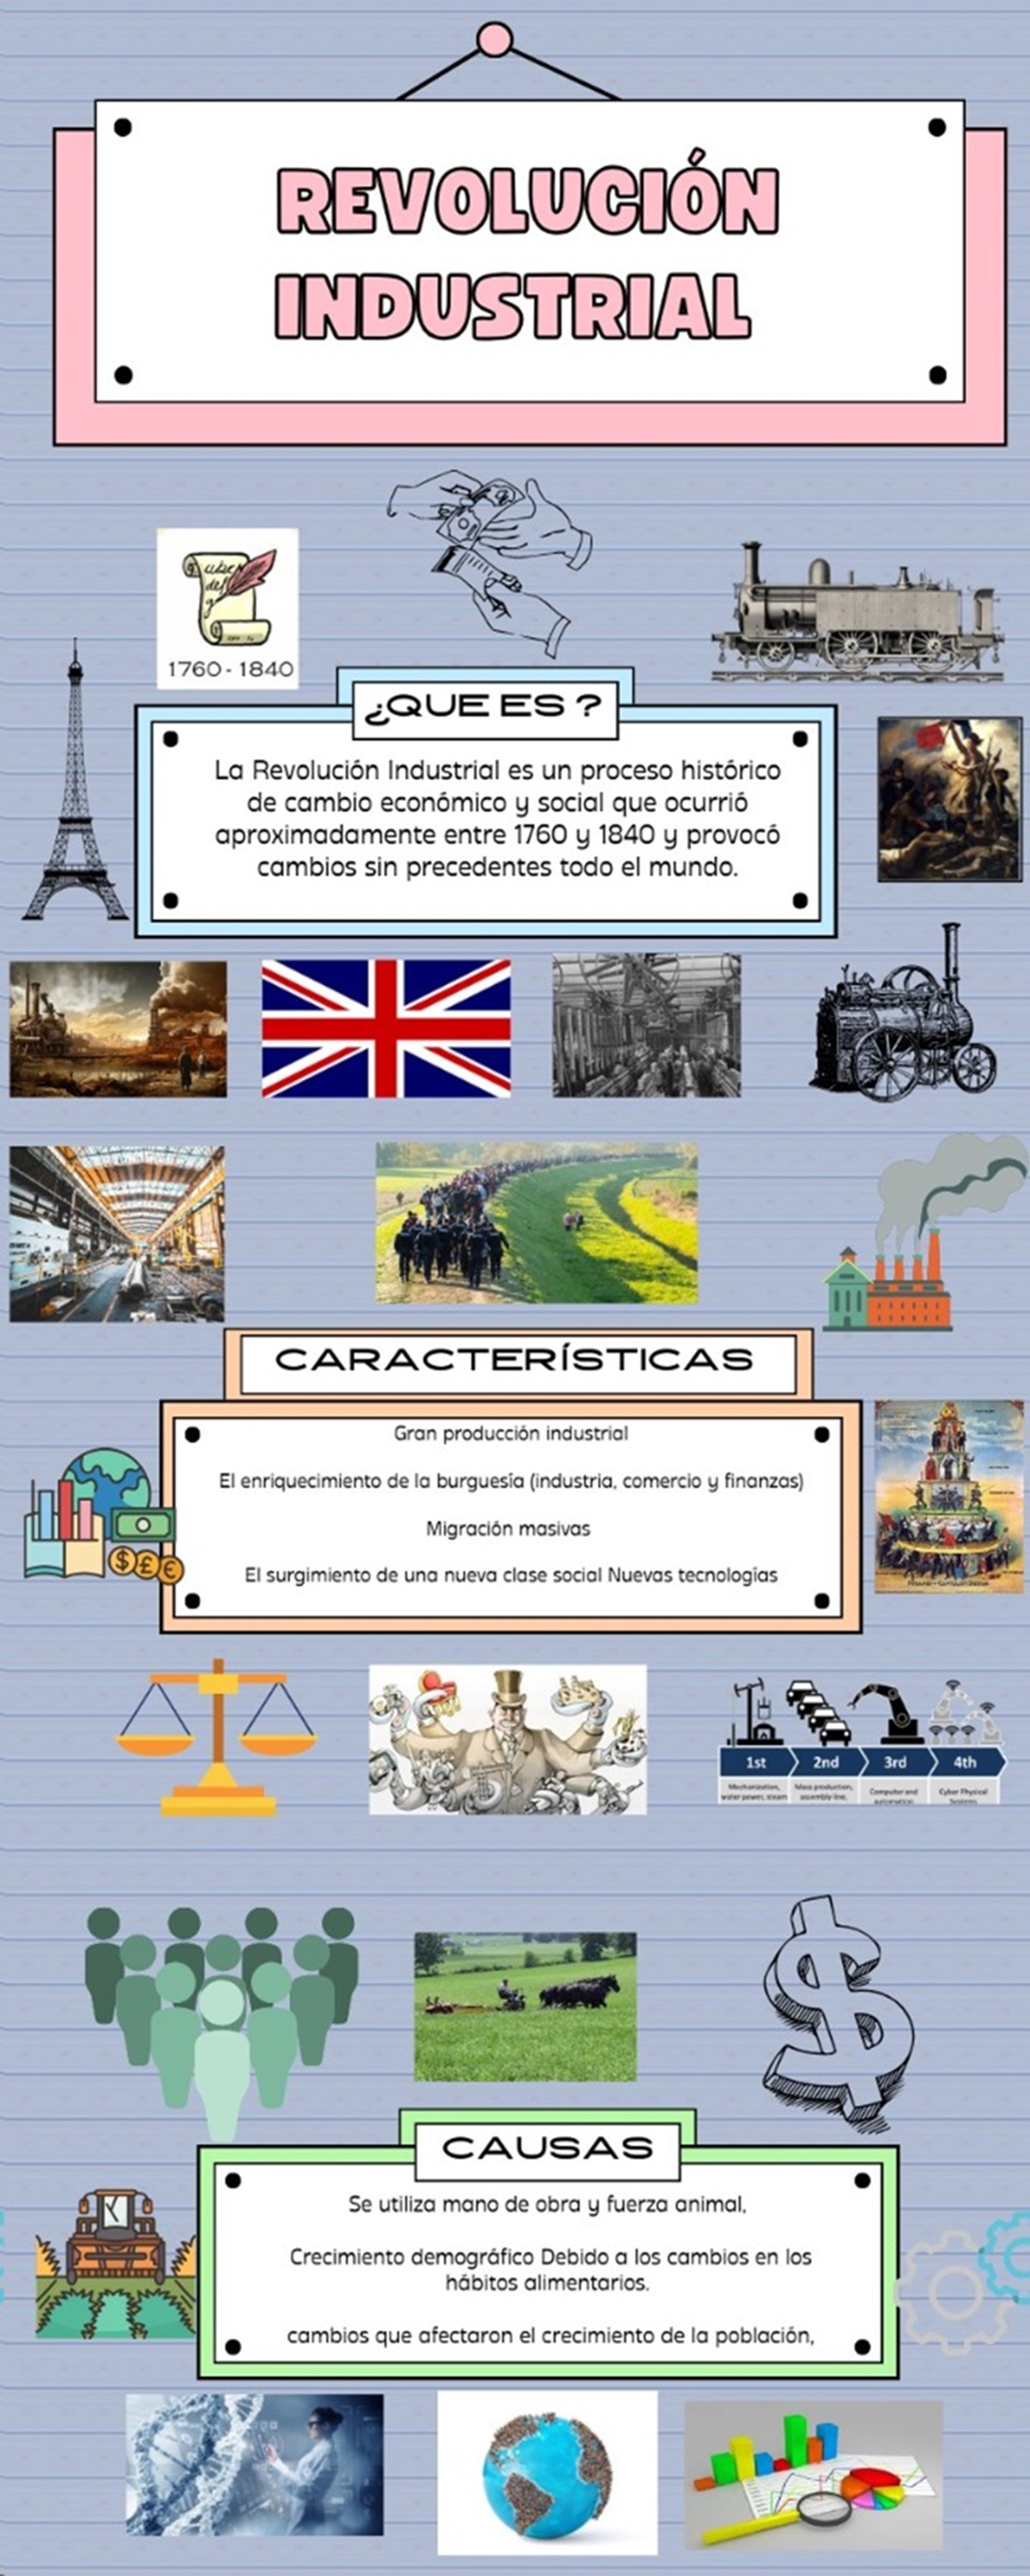 REVOLUCIÓN
INDUSTRIAL
1760 - 1840
¿QUE ES ?
La Revolución Industrial es un proceso histórico
de cambio económico y social que ocurrió
aproximadamente entre 1760 y 1840 y provocó
cambios sin precedentes todo el mundo.
CARACTERÍSTICAS
Gran producción industrial
El enriquecimiento de la burguesía (industria, comercio y finanzas)
Migración masivas
El surgimiento de una nueva clase social Nuevas tecnologías
$ £ €
1st 2nd 3rd 4th
Mechanization, water power, steam
Mass production, assembly line,
Computer and automation
Cyber Physical Systems
$
CAUSAS
Se utiliza mano de obra y fuerza animal,
Crecimiento demográfico Debido a los cambios en los
hábitos alimentarios.
cambios que afectaron el crecimiento de la población,